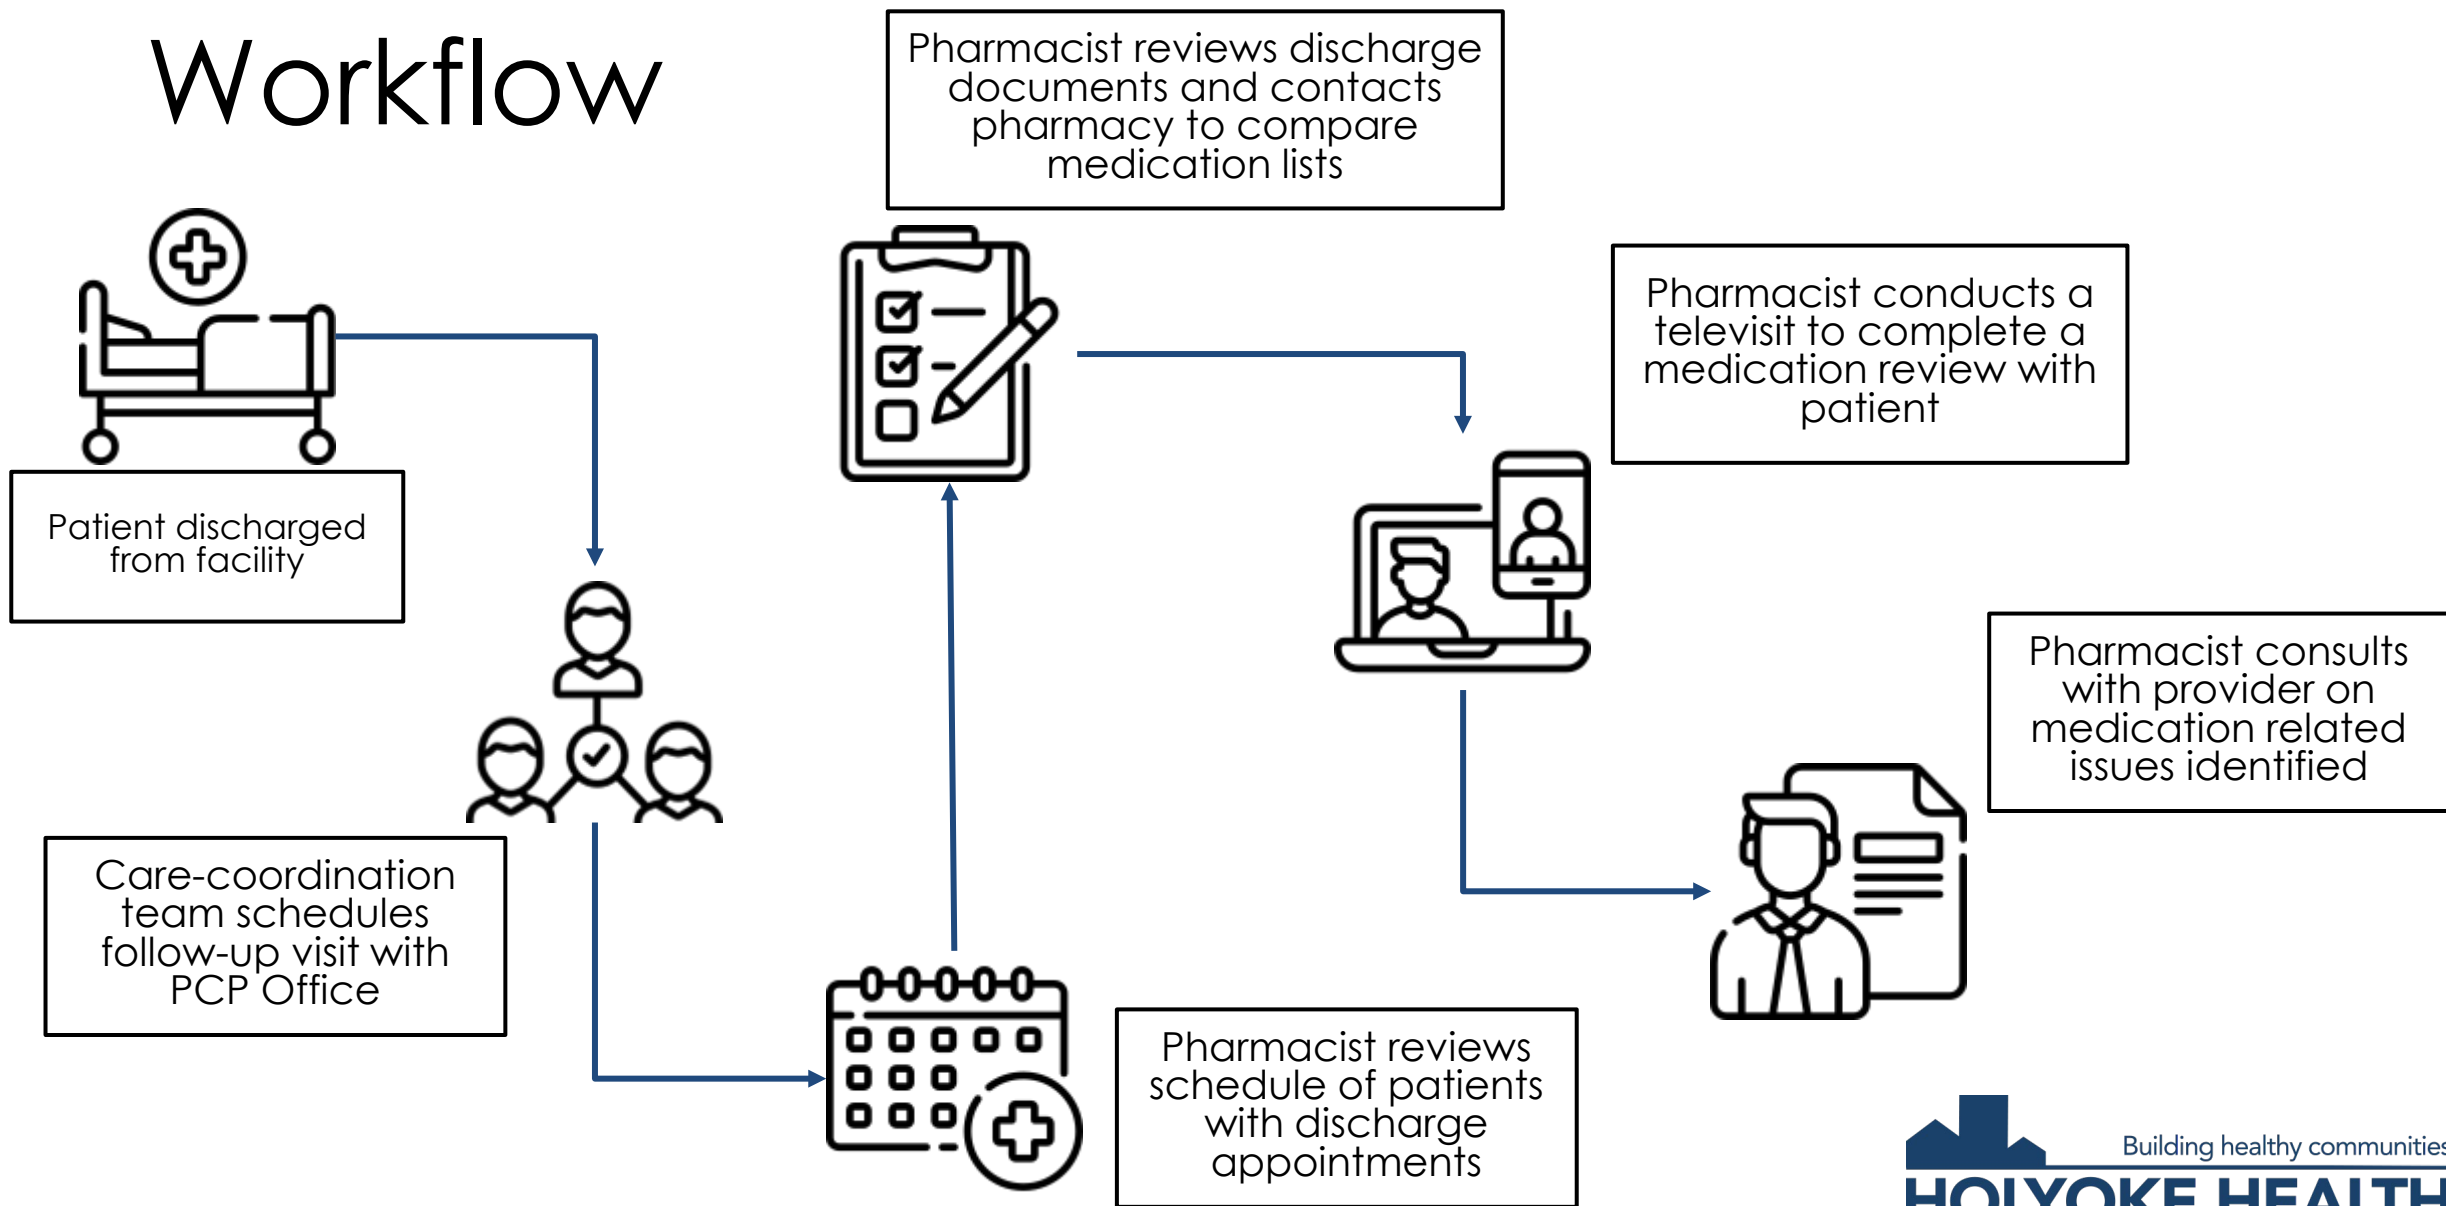 Workflow
Pharmacist reviews discharge
documents and contacts
pharmacy to compare
medication lists
Pharmacist conducts a
televisit to complete a
medication review with
patient
Patient discharged
from facility
Pharmacist consults
with provider on
medication related
issues identified
Care-coordination
team schedules
follow-up visit with
PCP Office
Pharmacist reviews
schedule of patients
with discharge
appointments
Building healthy communities
HOLYOKE HEALTH